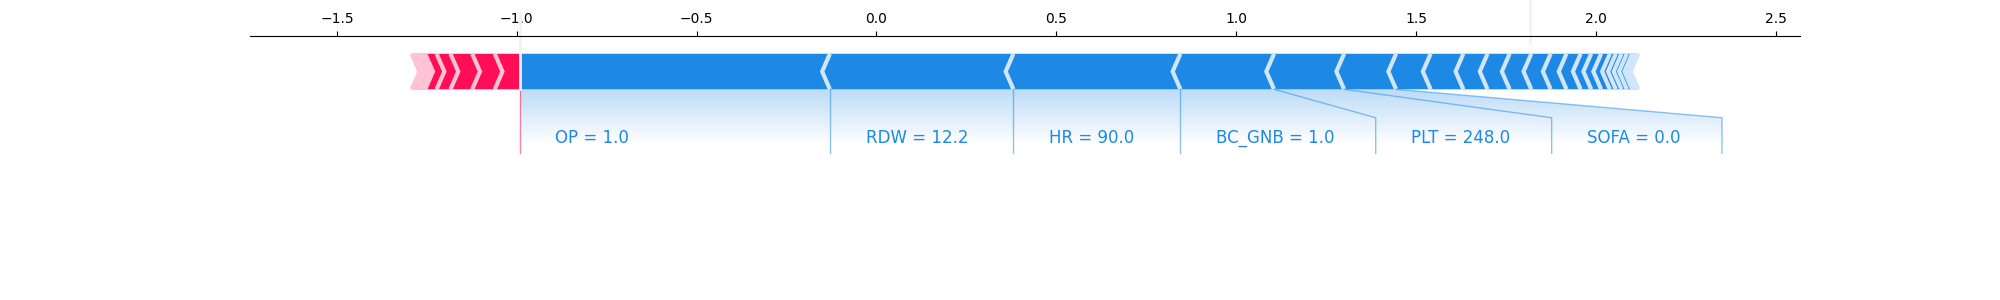 −1.5 −1.0 −0.5 0.0 0.5 1.0 1.5 2.0 2.5
OP = 1.0 RDW = 12.2 HR = 90.0 BC_GNB = 1.0 PLT = 248.0 SOFA = 0.0